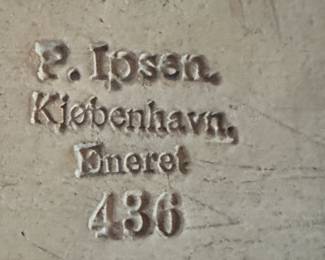 P. Ipsen.
Kjøbenhavn,
Eneret
436